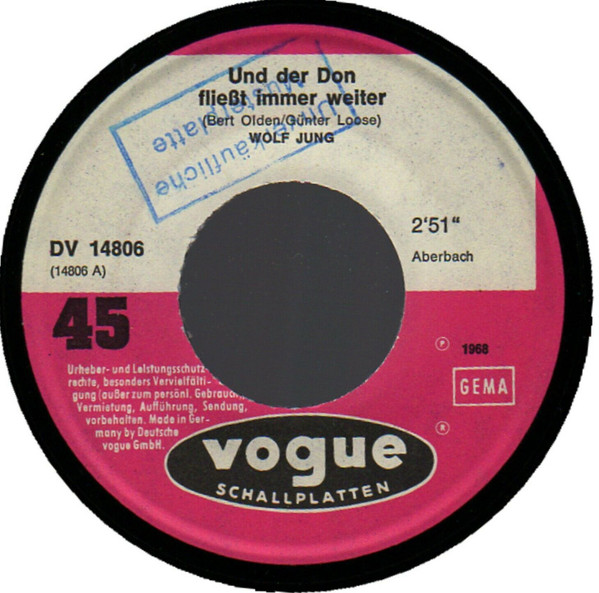 Und der Don
fließt immer weiter
(Bert Olden/Günter Loose)
WOLF JUNG
Unverkäufliche
Musterplatte
DV 14806
(14806 A)
2'51“
Aberbach
45
Urheber- und Leistungsschutz-
rechte, besonders Vervielfälti-
gung (außer zum persönl. Gebrauch),
Vermietung, Aufführung, Sendung,
vorbehalten. Made in Ger-
many by Deutsche
vogue GmbH.
Ⓟ 1968
GEMA
®
vogue
SCHALLPLATTEN